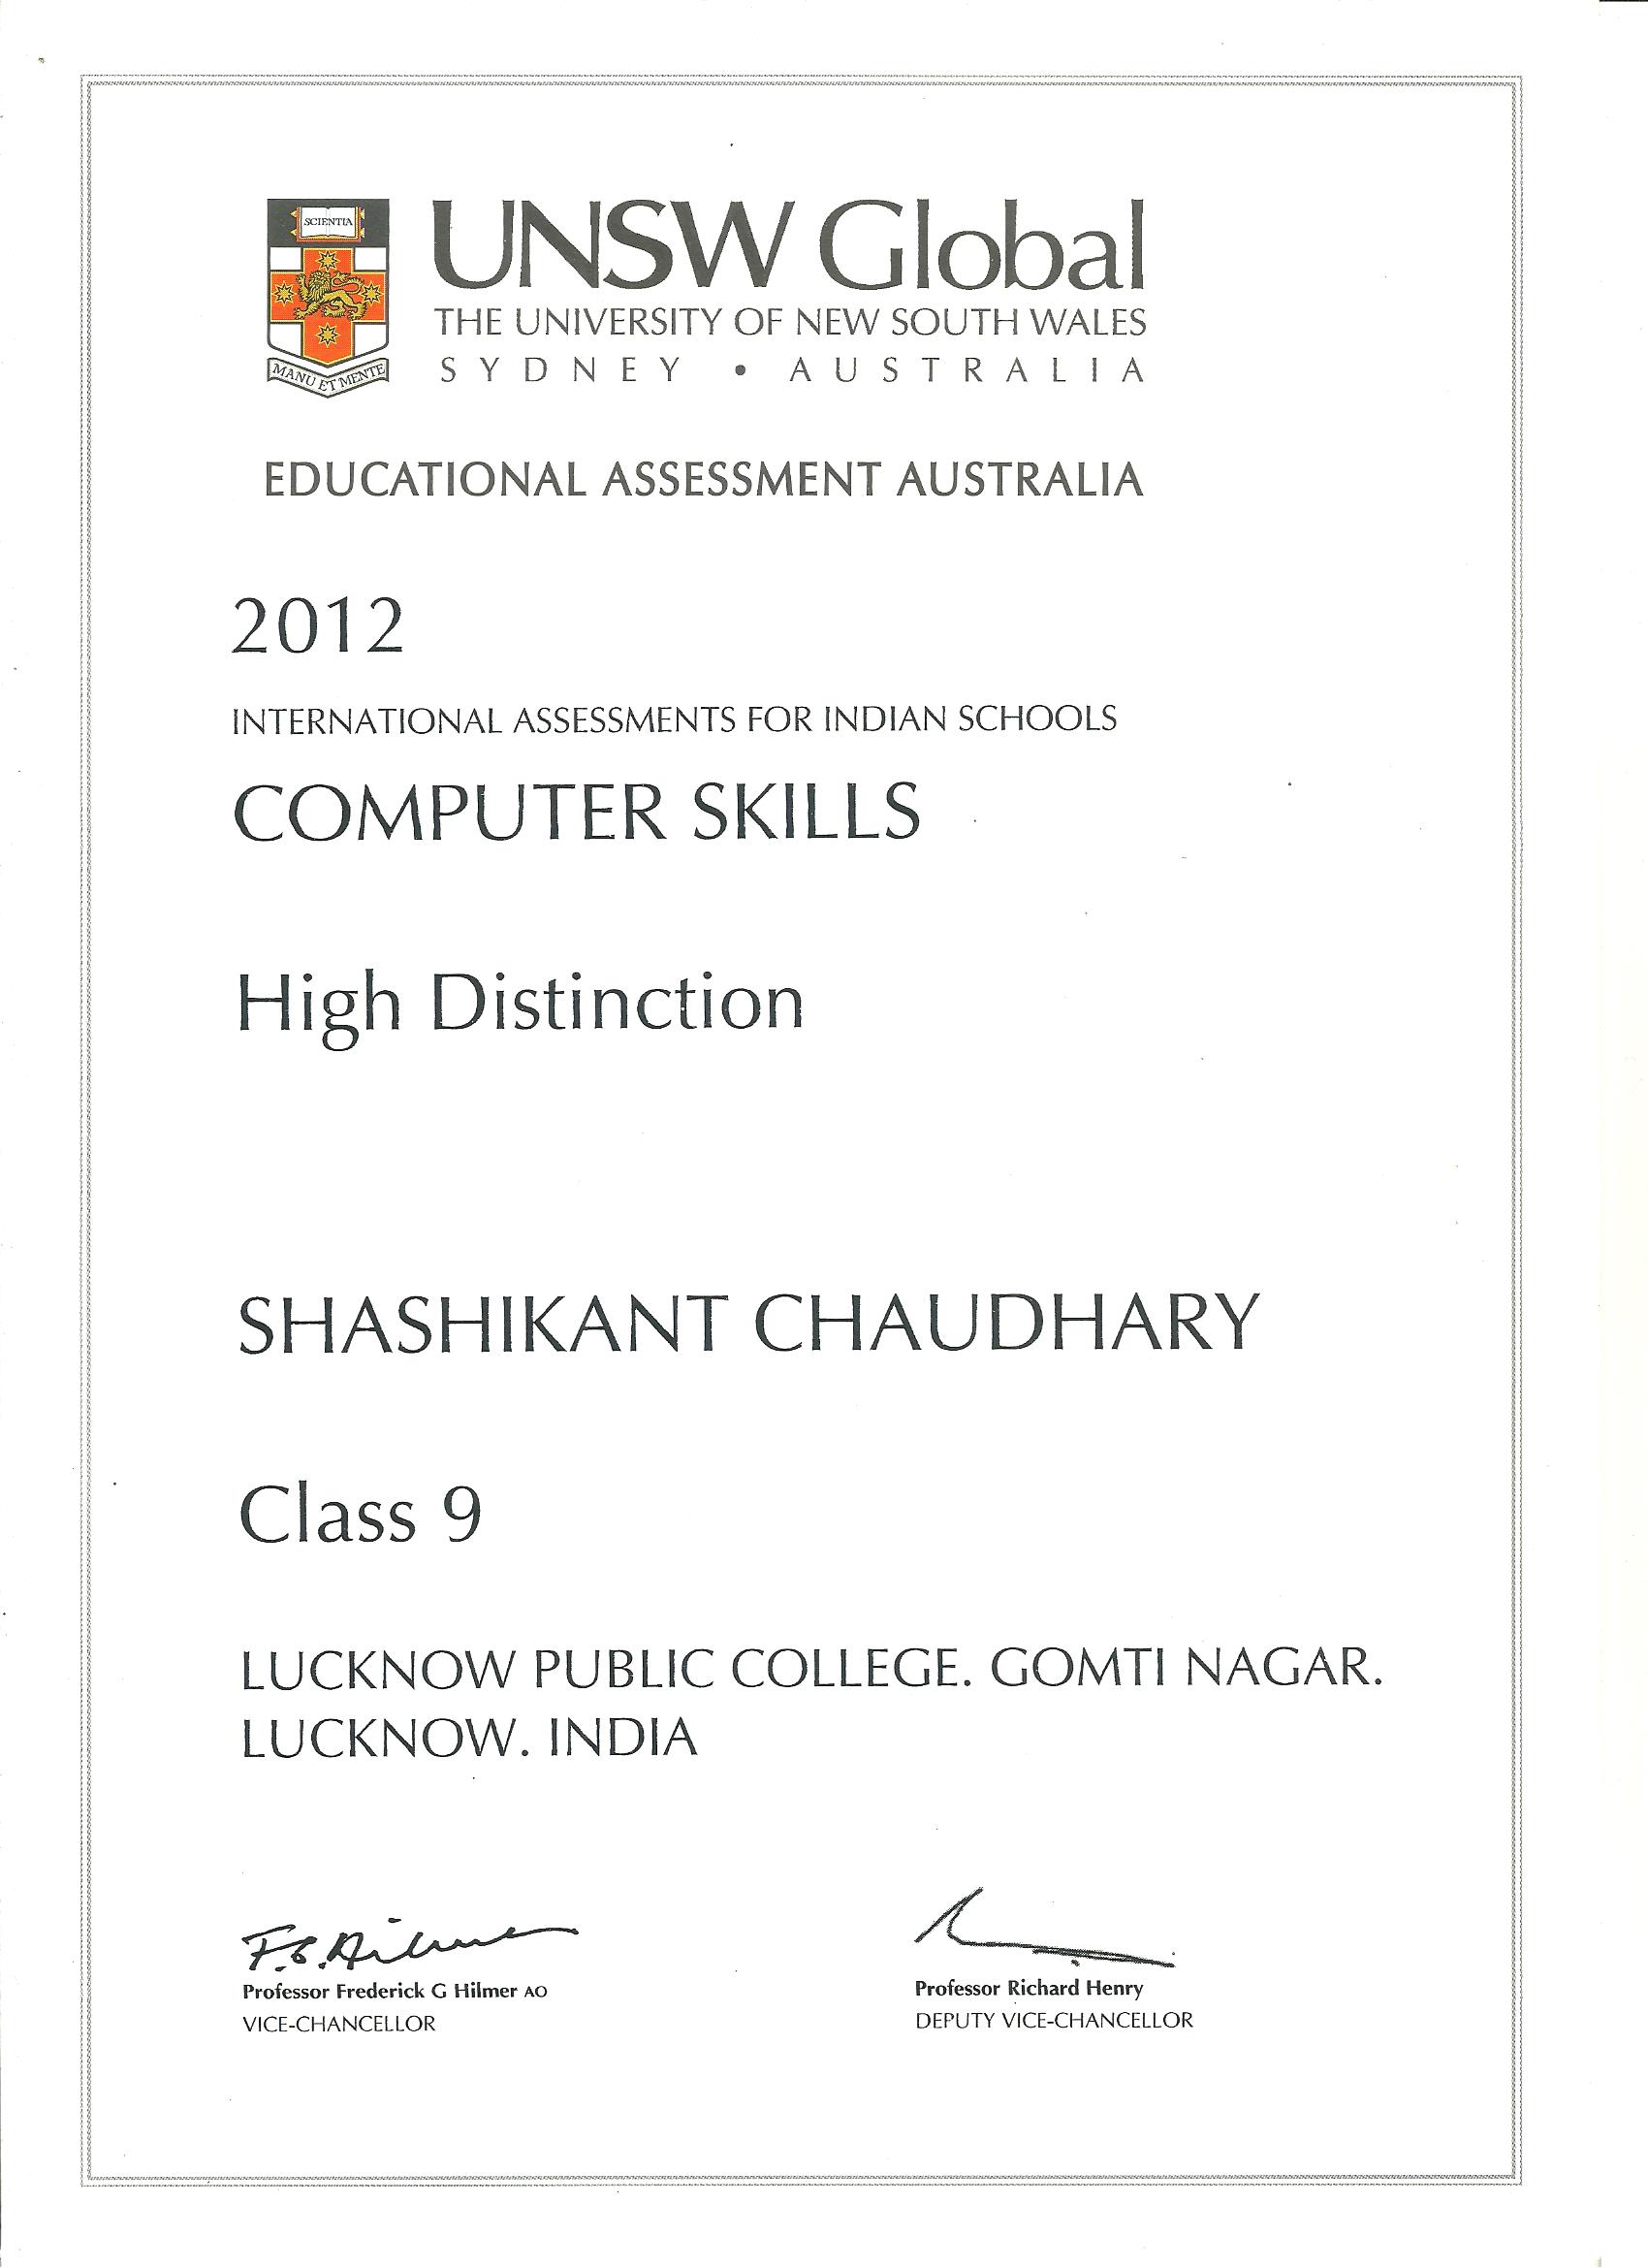 SCIENTIA
MANU ET MENTE
UNSW Global
THE UNIVERSITY OF NEW SOUTH WALES
SYDNEY • AUSTRALIA
EDUCATIONAL ASSESSMENT AUSTRALIA
2012
INTERNATIONAL ASSESSMENTS FOR INDIAN SCHOOLS
COMPUTER SKILLS
High Distinction
SHASHIKANT CHAUDHARY
Class 9
LUCKNOW PUBLIC COLLEGE. GOMTI NAGAR.
LUCKNOW. INDIA
F.G.Hilmer
Professor Frederick G Hilmer AO
VICE-CHANCELLOR
Professor Richard Henry
DEPUTY VICE-CHANCELLOR